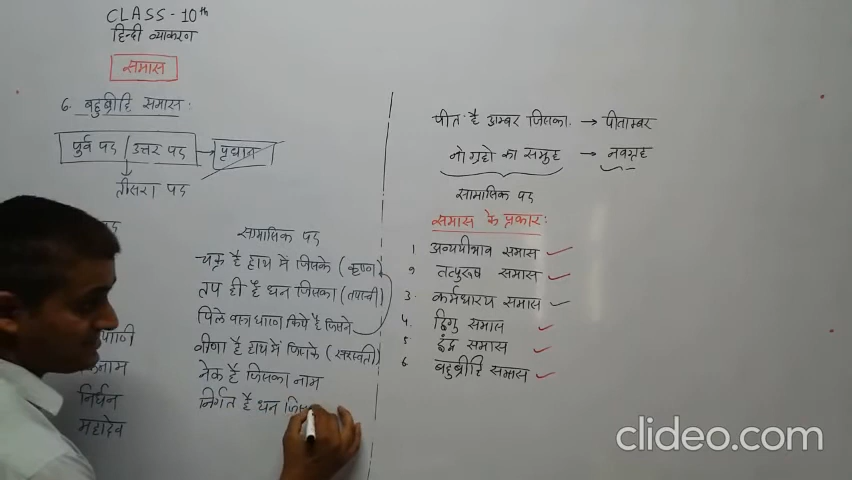 CLASS - 10th
हिन्दी व्याकरण
समास
6. बहुब्रीहि समास :
पुर्व पद | उत्तर पद → प्रधान
तीसरा पद
सामासिक पद
चक्र है हाथ में जिसके (कृष्ण)
तप ही है धन जिसका (तपस्वी)
पिले वस्त्र धारण किये है जिसने
वीणा है हाथ में जिसके (सरस्वती)
नेक है जिसका नाम
निर्गत है धन जिस
निर्धन
महादेव
पीत है अम्बर जिसका → पीताम्बर
नो ग्रहो का समुह → नवग्रह
सामासिक पद
समास के प्रकार :
1 अव्ययीभाव समास
2 तत्पुरूष समास
3. कर्मधारय समास
4. द्विगु समास
5 द्वंद्व समास
6 बहुब्रीहि समास
clideo.com